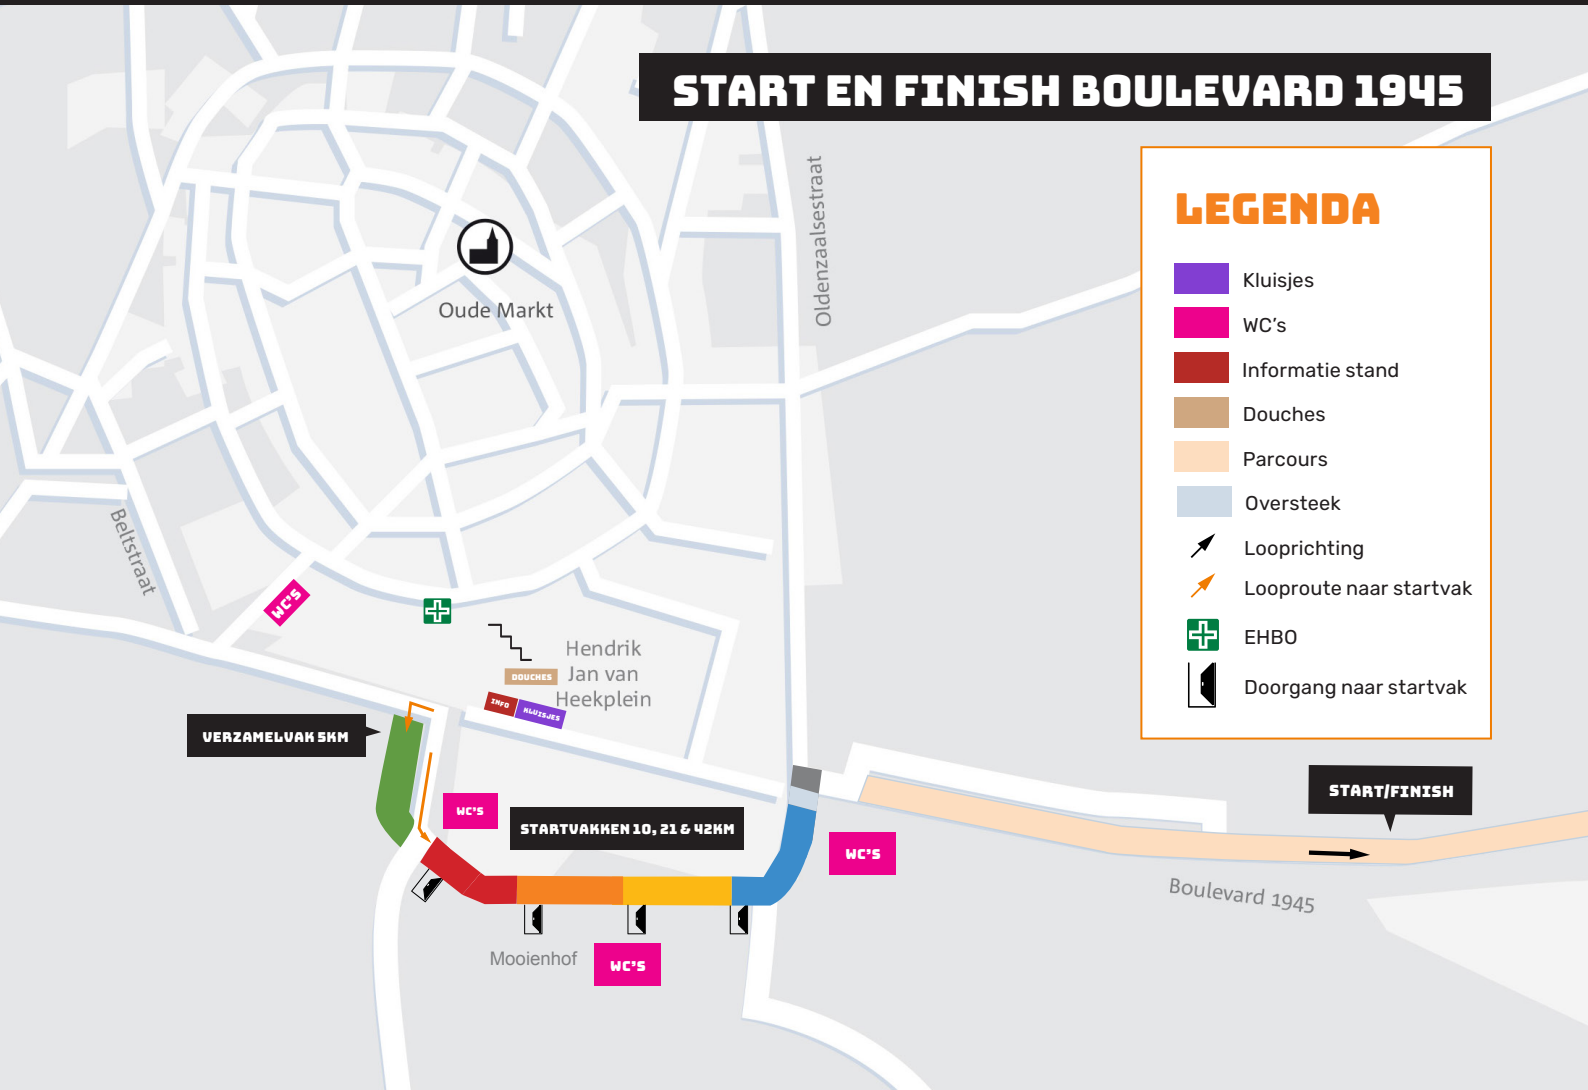 START EN FINISH BOULEVARD 1945
LEGENDA
Kluisjes
WC's
Informatie stand
Douches
Parcours
Oversteek
Looprichting
Looproute naar startvak
EHBO
Doorgang naar startvak
Oldenzaalsestraat
Oude Markt
Beltstraat
WC'S
Hendrik
Jan van
Heekplein
DOUCHES
INFO
KLUISJES
VERZAMELVAK 5KM
WC'S
STARTVAKKEN 10, 21 & 42KM
WC'S
START/FINISH
Boulevard 1945
Mooienhof
WC'S